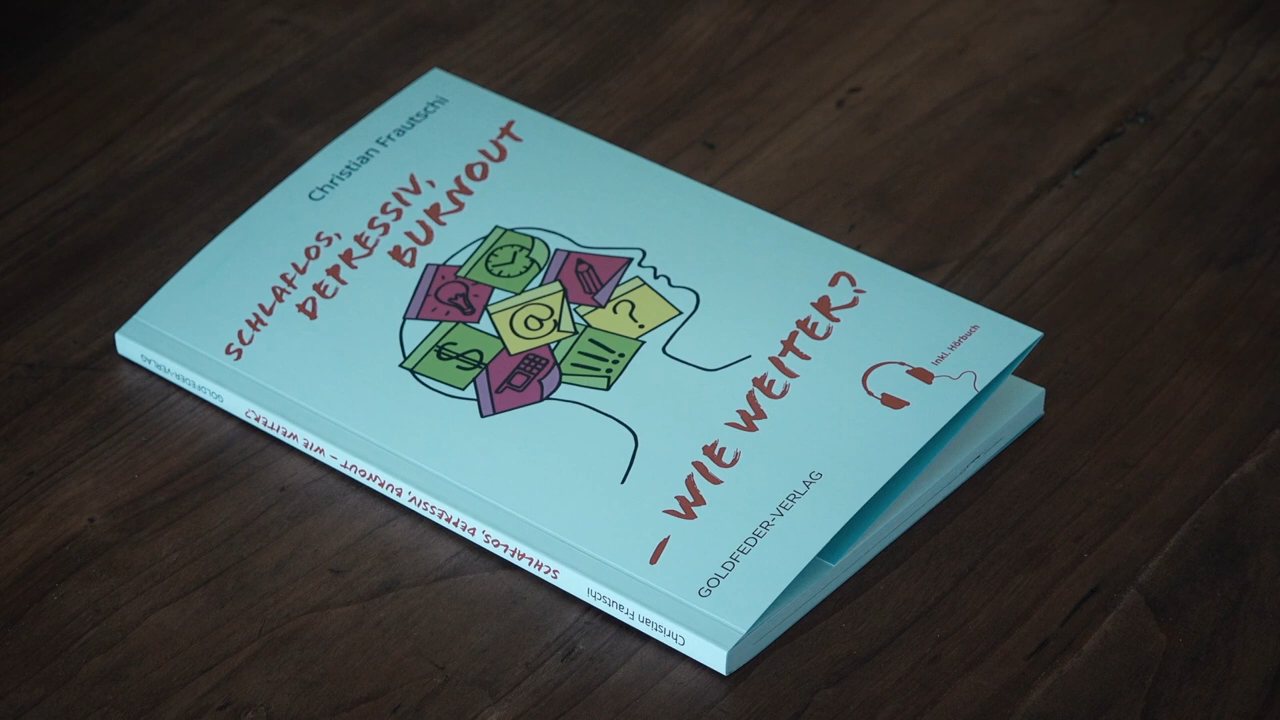 Christian Frautschi
SCHLAFLOS,
DEPRESSIV,
BURNOUT
@
?
$
!!!
– WIE WEITER?
Inkl. Hörbuch
GOLDFEDER-VERLAG
GOLDFEDER-VERLAG
SCHLAFLOS, DEPRESSIV, BURNOUT – WIE WEITER?
Christian Frautschi